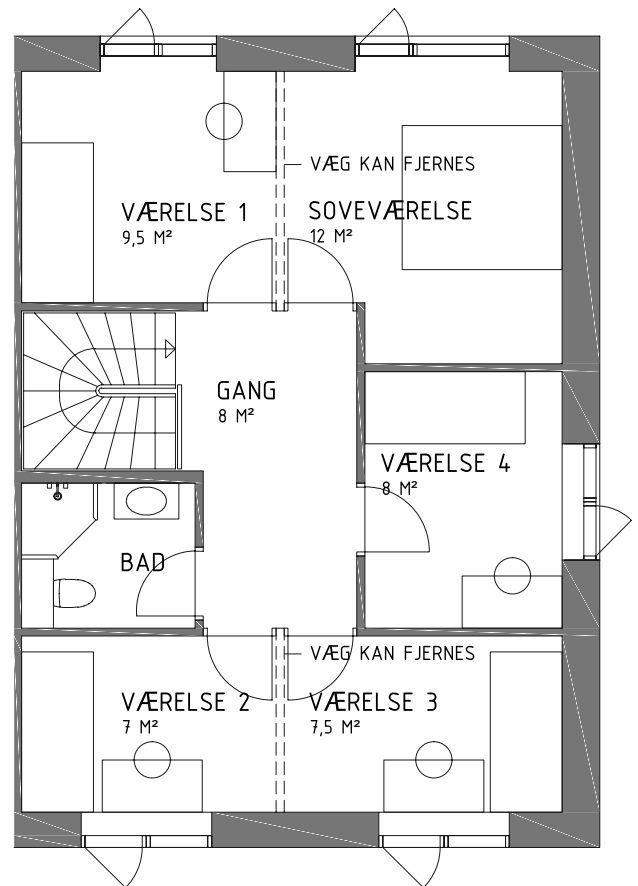 VÆG KAN FJERNES
VÆRELSE 1
9,5 M²
SOVEVÆRELSE
12 M²
GANG
8 M²
VÆRELSE 4
8 M²
BAD
VÆG KAN FJERNES
VÆRELSE 2
7 M²
VÆRELSE 3
7,5 M²